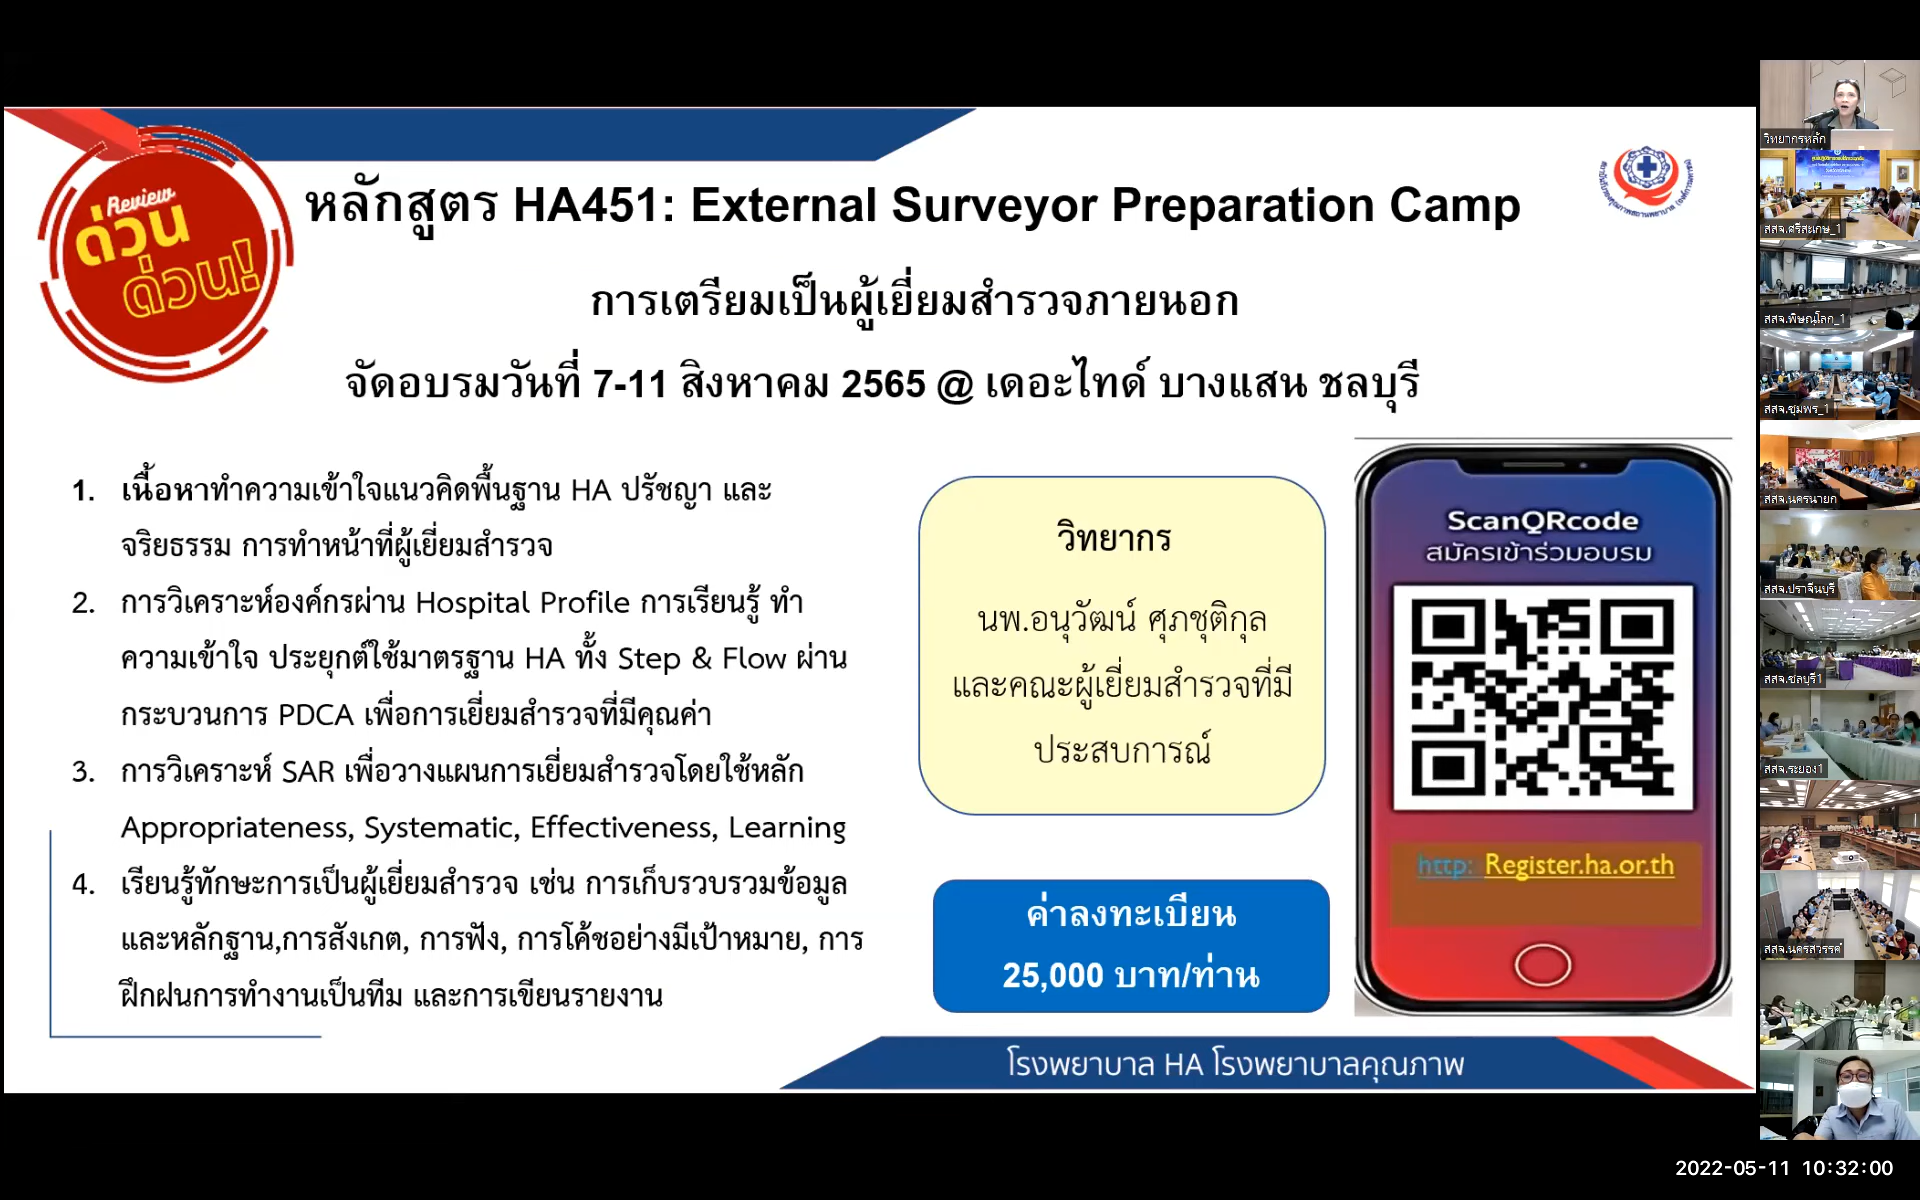 Review
ด่วน
ด่วน!
หลักสูตร HA451: External Surveyor Preparation Camp
การเตรียมเป็นผู้เยี่ยมสำรวจภายนอก
จัดอบรมวันที่ 7-11 สิงหาคม 2565 @ เดอะไทด์ บางแสน ชลบุรี
1. เนื้อหาทำความเข้าใจแนวคิดพื้นฐาน HA ปรัชญา และ
จริยธรรม การทำหน้าที่ผู้เยี่ยมสำรวจ
2. การวิเคราะห์องค์กรผ่าน Hospital Profile การเรียนรู้ ทำ
ความเข้าใจ ประยุกต์ใช้มาตรฐาน HA ทั้ง Step & Flow ผ่าน
กระบวนการ PDCA เพื่อการเยี่ยมสำรวจที่มีคุณค่า
3. การวิเคราะห์ SAR เพื่อวางแผนการเยี่ยมสำรวจโดยใช้หลัก
Appropriateness, Systematic, Effectiveness, Learning
4. เรียนรู้ทักษะการเป็นผู้เยี่ยมสำรวจ เช่น การเก็บรวบรวมข้อมูล
และหลักฐาน,การสังเกต, การฟัง, การโค้ชอย่างมีเป้าหมาย, การ
ฝึกฝนการทำงานเป็นทีม และการเขียนรายงาน
วิทยากร
นพ.อนุวัฒน์ ศุภชุติกุล
และคณะผู้เยี่ยมสำรวจที่มี
ประสบการณ์
ค่าลงทะเบียน
25,000 บาท/ท่าน
ScanQRcode
สมัครเข้าร่วมอบรม
http: Register.ha.or.th
โรงพยาบาล HA โรงพยาบาลคุณภาพ
วิทยากรหลัก
สสจ.ศรีสะเกษ_1
สสจ.พิษณุโลก_1
สสจ.ชุมพร_1
สสจ.นครนายก
สสจ.ปราจีนบุรี
สสจ.ชลบุรี1
สสจ.ระยอง1
สสจ.นครสวรรค์
2022-05-11 10:32:00